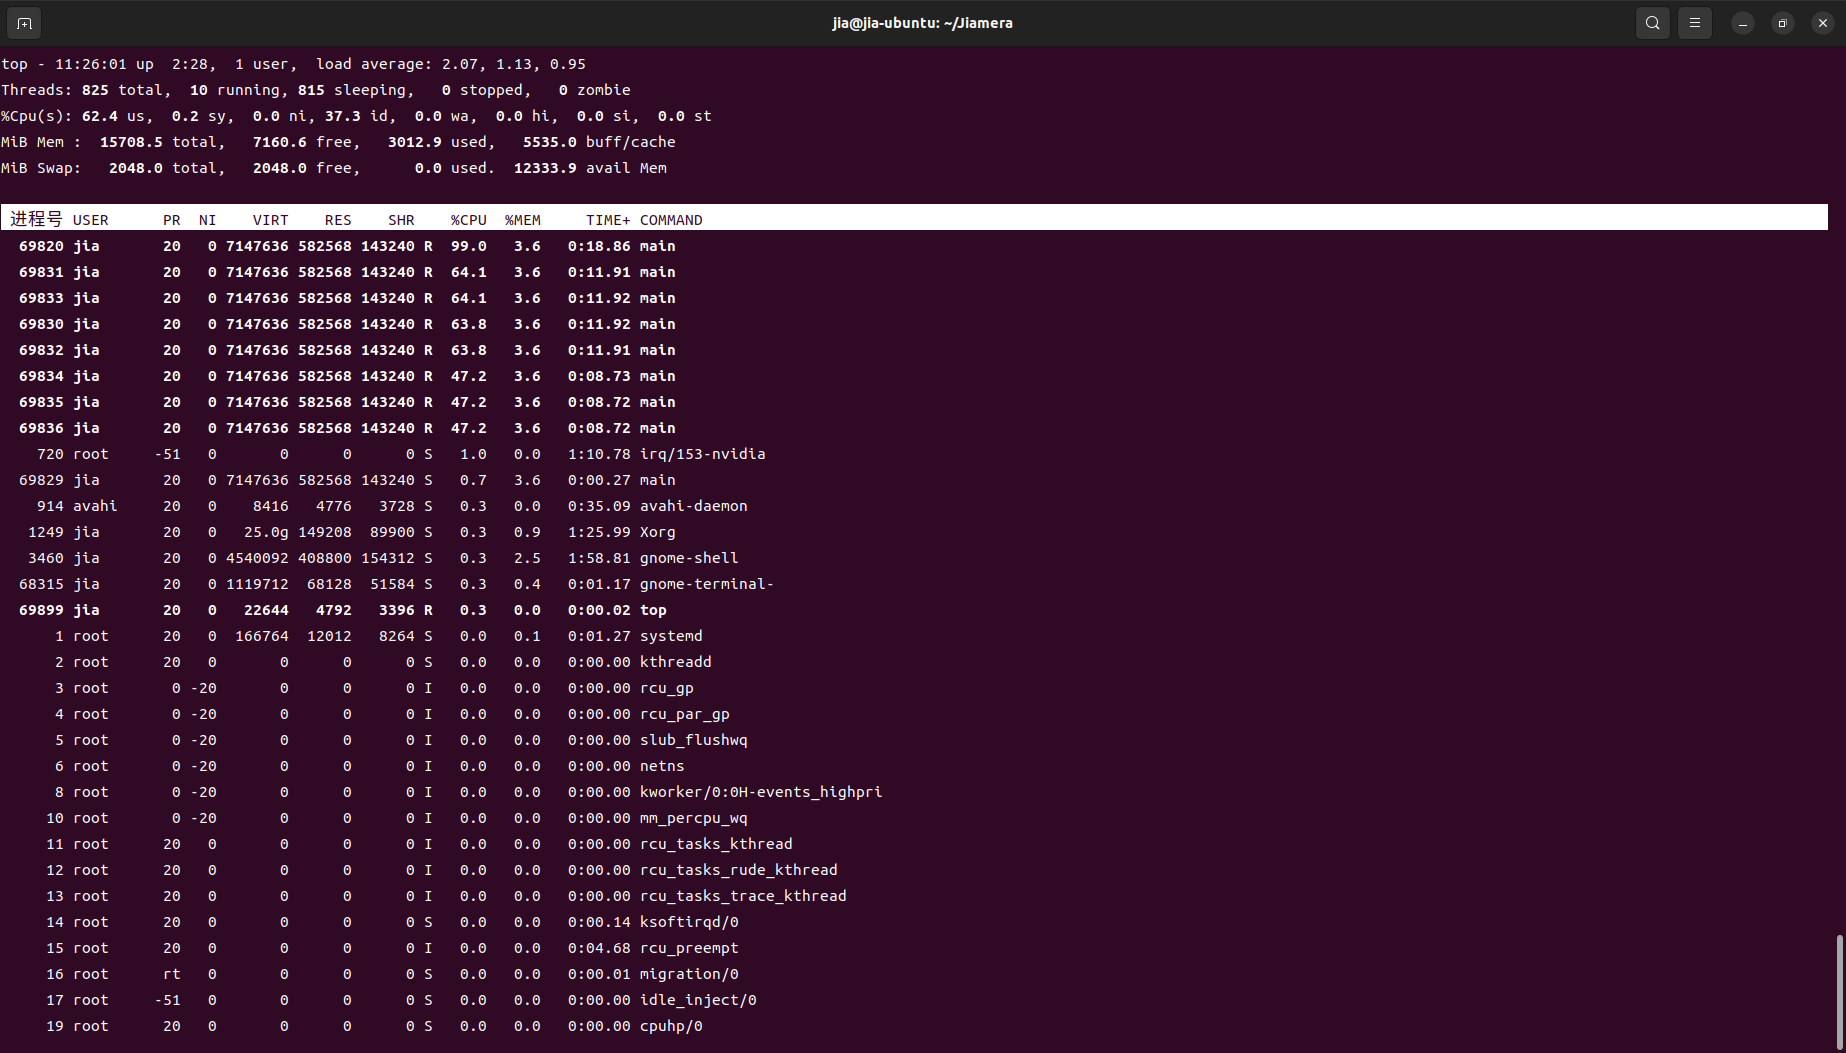 jia@jia-ubuntu: ~/Jiamera
top - 11:26:01 up  2:28,  1 user,  load average: 2.07, 1.13, 0.95
Threads: 825 total,  10 running, 815 sleeping,   0 stopped,   0 zombie
%Cpu(s): 62.4 us,  0.2 sy,  0.0 ni, 37.3 id,  0.0 wa,  0.0 hi,  0.0 si,  0.0 st
MiB Mem :  15708.5 total,   7160.6 free,   3012.9 used,   5535.0 buff/cache
MiB Swap:   2048.0 total,   2048.0 free,      0.0 used.  12333.9 avail Mem
进程号 USER      PR  NI    VIRT    RES    SHR    %CPU  %MEM     TIME+ COMMAND
69820 jia       20   0 7147636 582568 143240 R  99.0   3.6   0:18.86 main
69831 jia       20   0 7147636 582568 143240 R  64.1   3.6   0:11.91 main
69833 jia       20   0 7147636 582568 143240 R  64.1   3.6   0:11.92 main
69830 jia       20   0 7147636 582568 143240 R  63.8   3.6   0:11.92 main
69832 jia       20   0 7147636 582568 143240 R  63.8   3.6   0:11.91 main
69834 jia       20   0 7147636 582568 143240 R  47.2   3.6   0:08.73 main
69835 jia       20   0 7147636 582568 143240 R  47.2   3.6   0:08.72 main
69836 jia       20   0 7147636 582568 143240 R  47.2   3.6   0:08.72 main
720 root     -51   0       0      0      0 S   1.0   0.0   1:10.78 irq/153-nvidia
69829 jia       20   0 7147636 582568 143240 S   0.7   3.6   0:00.27 main
914 avahi     20   0    8416   4776   3728 S   0.3   0.0   0:35.09 avahi-daemon
1249 jia       20   0   25.0g 149208  89900 S   0.3   0.9   1:25.99 Xorg
3460 jia       20   0 4540092 408800 154312 S   0.3   2.5   1:58.81 gnome-shell
68315 jia       20   0 1119712  68128  51584 S   0.3   0.4   0:01.17 gnome-terminal-
69899 jia       20   0   22644   4792   3396 R   0.3   0.0   0:00.02 top
1 root      20   0  166764  12012   8264 S   0.0   0.1   0:01.27 systemd
2 root      20   0       0      0      0 S   0.0   0.0   0:00.00 kthreadd
3 root       0 -20       0      0      0 I   0.0   0.0   0:00.00 rcu_gp
4 root       0 -20       0      0      0 I   0.0   0.0   0:00.00 rcu_par_gp
5 root       0 -20       0      0      0 I   0.0   0.0   0:00.00 slub_flushwq
6 root       0 -20       0      0      0 I   0.0   0.0   0:00.00 netns
8 root       0 -20       0      0      0 I   0.0   0.0   0:00.00 kworker/0:0H-events_highpri
10 root       0 -20       0      0      0 I   0.0   0.0   0:00.00 mm_percpu_wq
11 root      20   0       0      0      0 I   0.0   0.0   0:00.00 rcu_tasks_kthread
12 root      20   0       0      0      0 I   0.0   0.0   0:00.00 rcu_tasks_rude_kthread
13 root      20   0       0      0      0 I   0.0   0.0   0:00.00 rcu_tasks_trace_kthread
14 root      20   0       0      0      0 S   0.0   0.0   0:00.14 ksoftirqd/0
15 root      20   0       0      0      0 I   0.0   0.0   0:04.68 rcu_preempt
16 root      rt   0       0      0      0 S   0.0   0.0   0:00.01 migration/0
17 root     -51   0       0      0      0 S   0.0   0.0   0:00.00 idle_inject/0
19 root      20   0       0      0      0 S   0.0   0.0   0:00.00 cpuhp/0